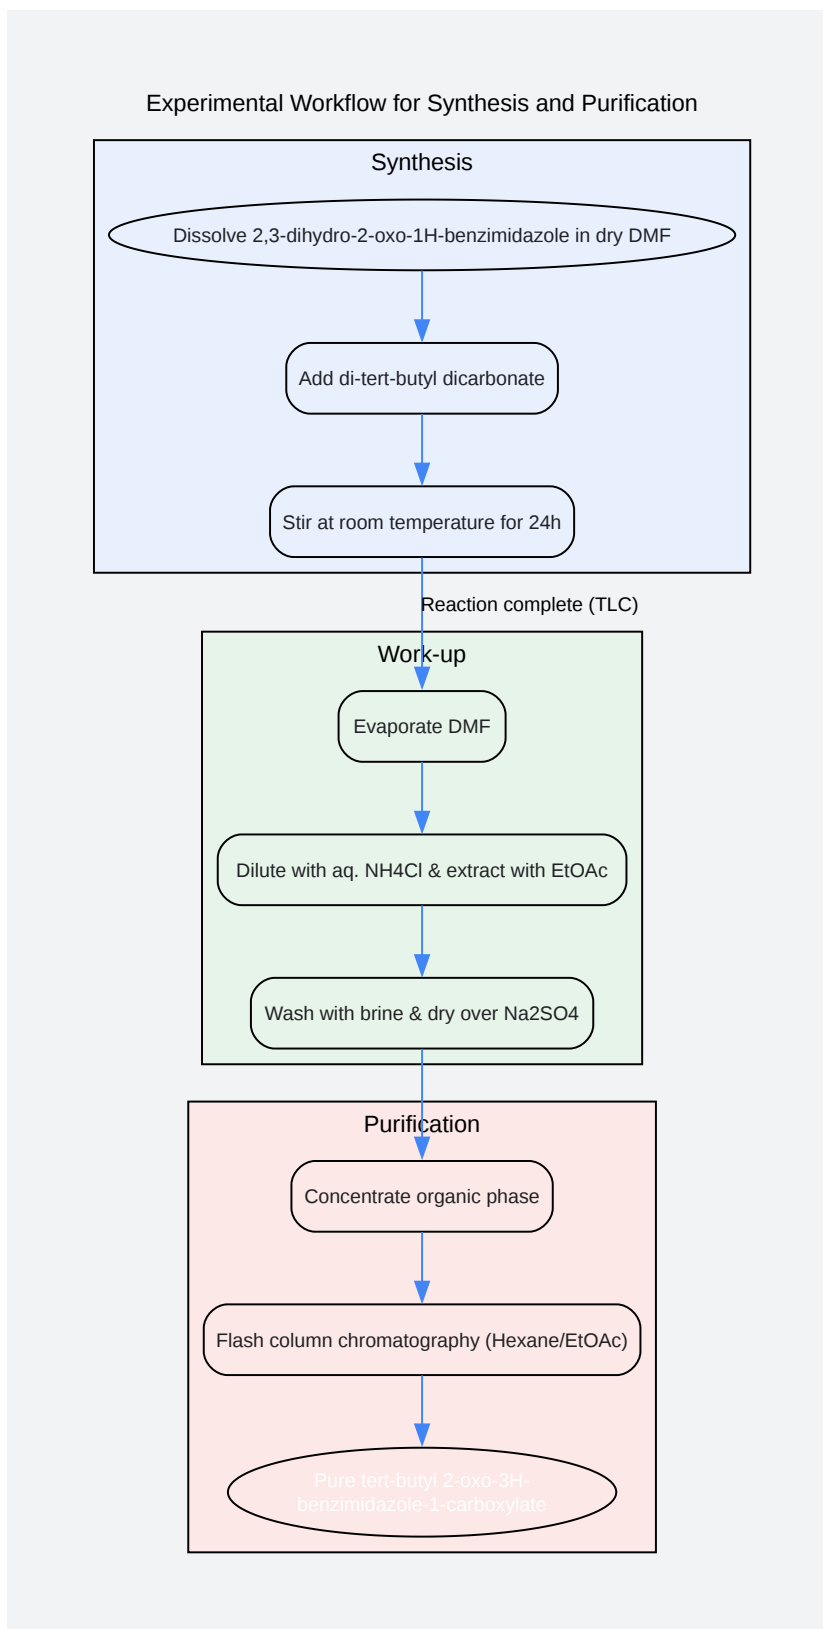 Experimental Workflow for Synthesis and Purification
Synthesis
Dissolve 2,3-dihydro-2-oxo-1H-benzimidazole in dry DMF
Add di-tert-butyl dicarbonate
Stir at room temperature for 24h
Reaction complete (TLC)
Work-up
Evaporate DMF
Dilute with aq. NH4Cl & extract with EtOAc
Wash with brine & dry over Na2SO4
Purification
Concentrate organic phase
Flash column chromatography (Hexane/EtOAc)
Pure tert-butyl 2-oxo-3H-
benzimidazole-1-carboxylate